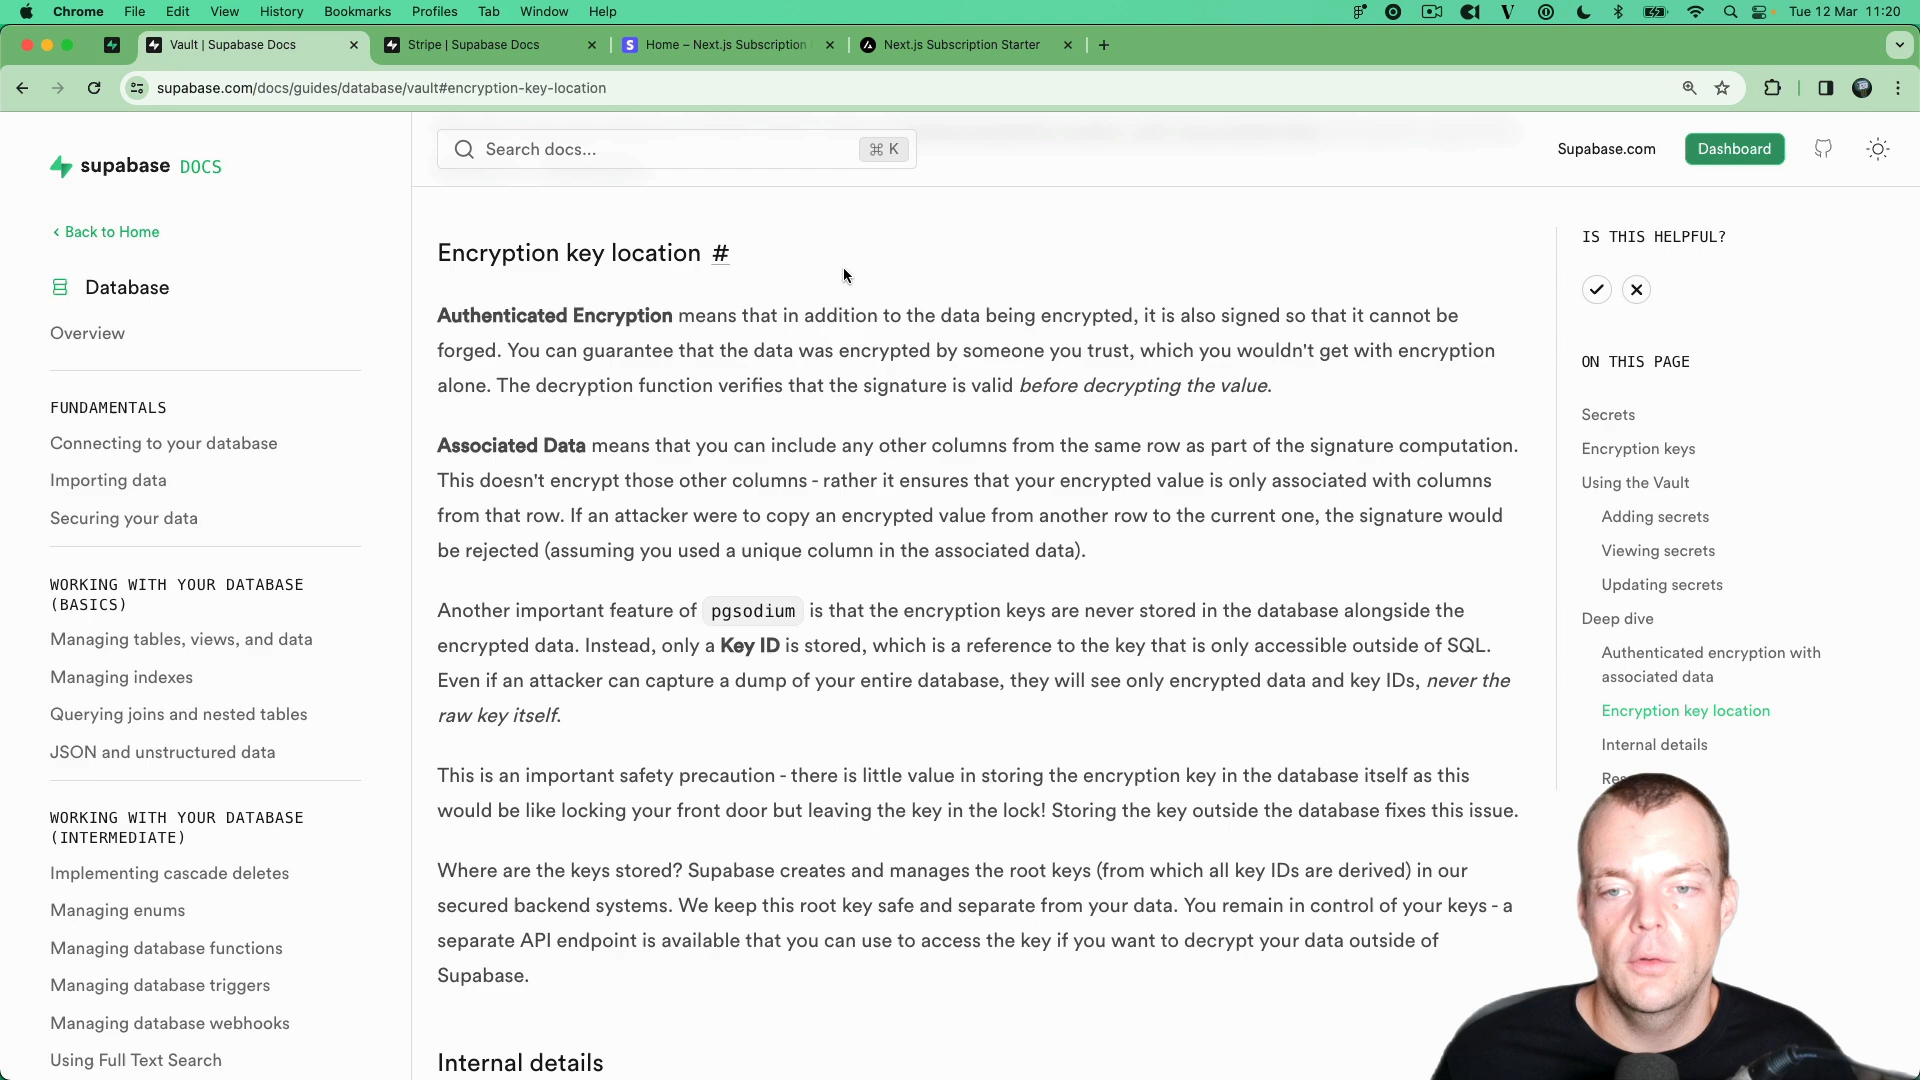 Chrome File Edit View History Bookmarks Profiles Tab Window Help
Tue 12 Mar 11:20
Vault | Supabase Docs
Stripe | Supabase Docs
Home – Next.js Subscription
Next.js Subscription Starter
supabase.com/docs/guides/database/vault#encryption-key-location
supabase DOCS
Search docs...
⌘ K
Supabase.com
Dashboard
< Back to Home
Database
Overview
FUNDAMENTALS
Connecting to your database
Importing data
Securing your data
WORKING WITH YOUR DATABASE
(BASICS)
Managing tables, views, and data
Managing indexes
Querying joins and nested tables
JSON and unstructured data
WORKING WITH YOUR DATABASE
(INTERMEDIATE)
Implementing cascade deletes
Managing enums
Managing database functions
Managing database triggers
Managing database webhooks
Using Full Text Search
Encryption key location #
Authenticated Encryption means that in addition to the data being encrypted, it is also signed so that it cannot be
forged. You can guarantee that the data was encrypted by someone you trust, which you wouldn't get with encryption
alone. The decryption function verifies that the signature is valid before decrypting the value.
Associated Data means that you can include any other columns from the same row as part of the signature computation.
This doesn't encrypt those other columns - rather it ensures that your encrypted value is only associated with columns
from that row. If an attacker were to copy an encrypted value from another row to the current one, the signature would
be rejected (assuming you used a unique column in the associated data).
Another important feature of pgsodium is that the encryption keys are never stored in the database alongside the
encrypted data. Instead, only a Key ID is stored, which is a reference to the key that is only accessible outside of SQL.
Even if an attacker can capture a dump of your entire database, they will see only encrypted data and key IDs, never the
raw key itself.
This is an important safety precaution - there is little value in storing the encryption key in the database itself as this
would be like locking your front door but leaving the key in the lock! Storing the key outside the database fixes this issue.
Where are the keys stored? Supabase creates and manages the root keys (from which all key IDs are derived) in our
secured backend systems. We keep this root key safe and separate from your data. You remain in control of your keys - a
separate API endpoint is available that you can use to access the key if you want to decrypt your data outside of
Supabase.
Internal details
IS THIS HELPFUL?
ON THIS PAGE
Secrets
Encryption keys
Using the Vault
Adding secrets
Viewing secrets
Updating secrets
Deep dive
Authenticated encryption with
associated data
Encryption key location
Internal details